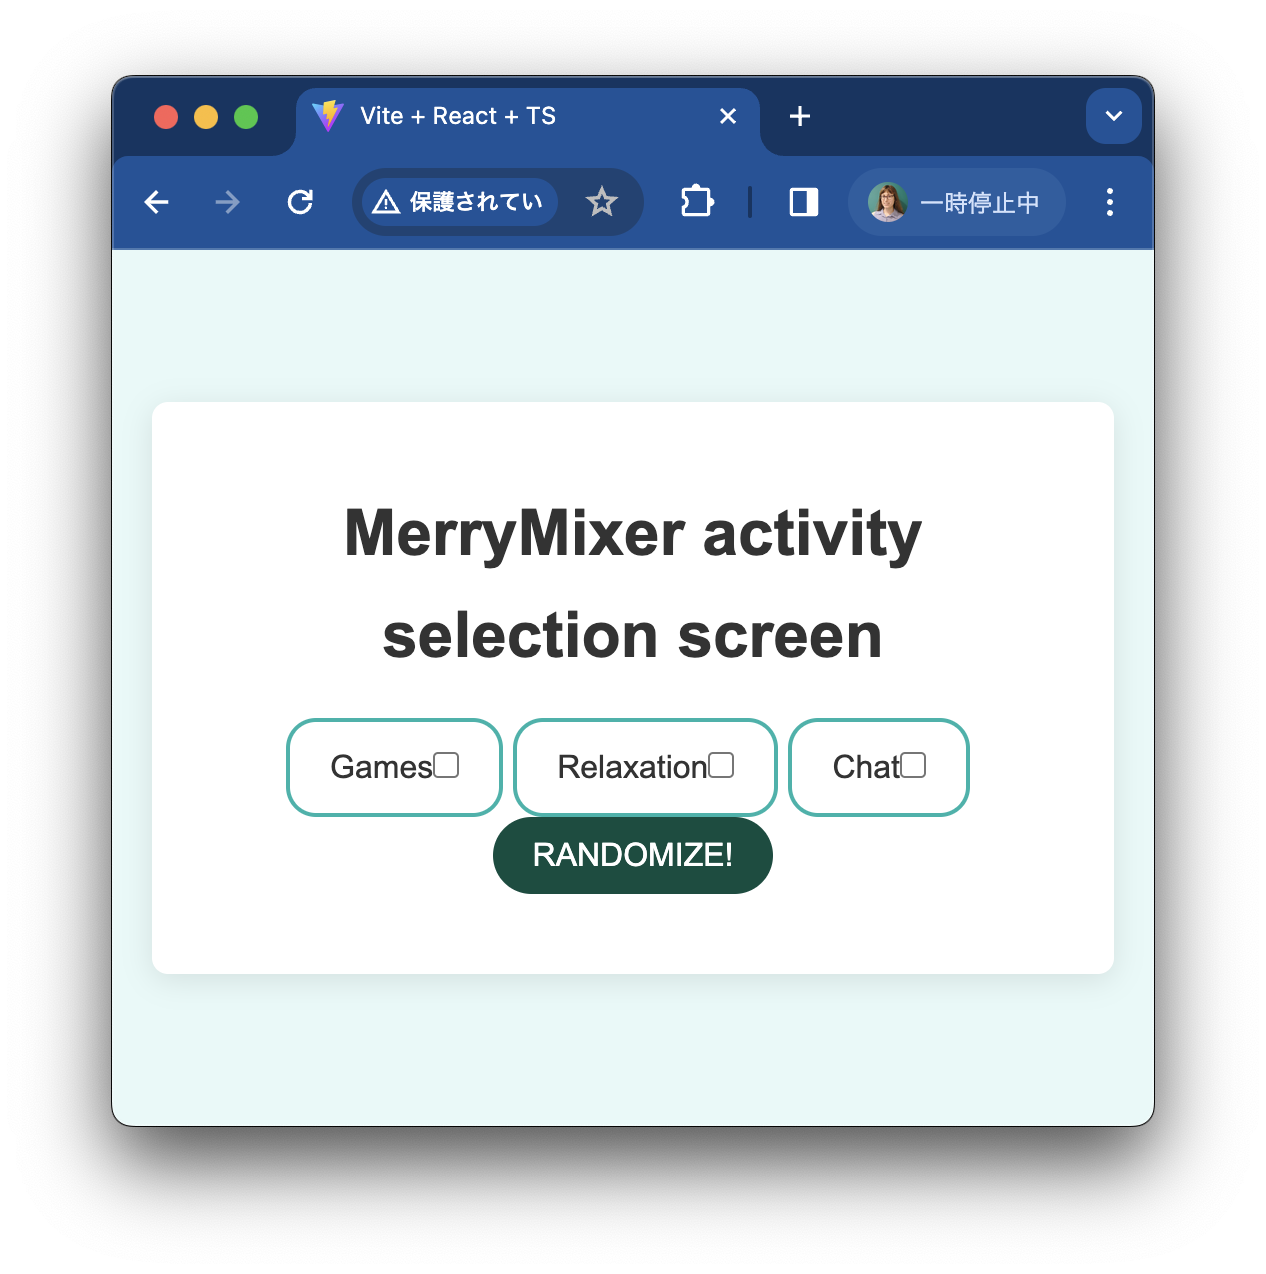 Vite + React + TS
保護されてい
一時停止中
MerryMixer activity
selection screen
Games
Relaxation
Chat
RANDOMIZE!